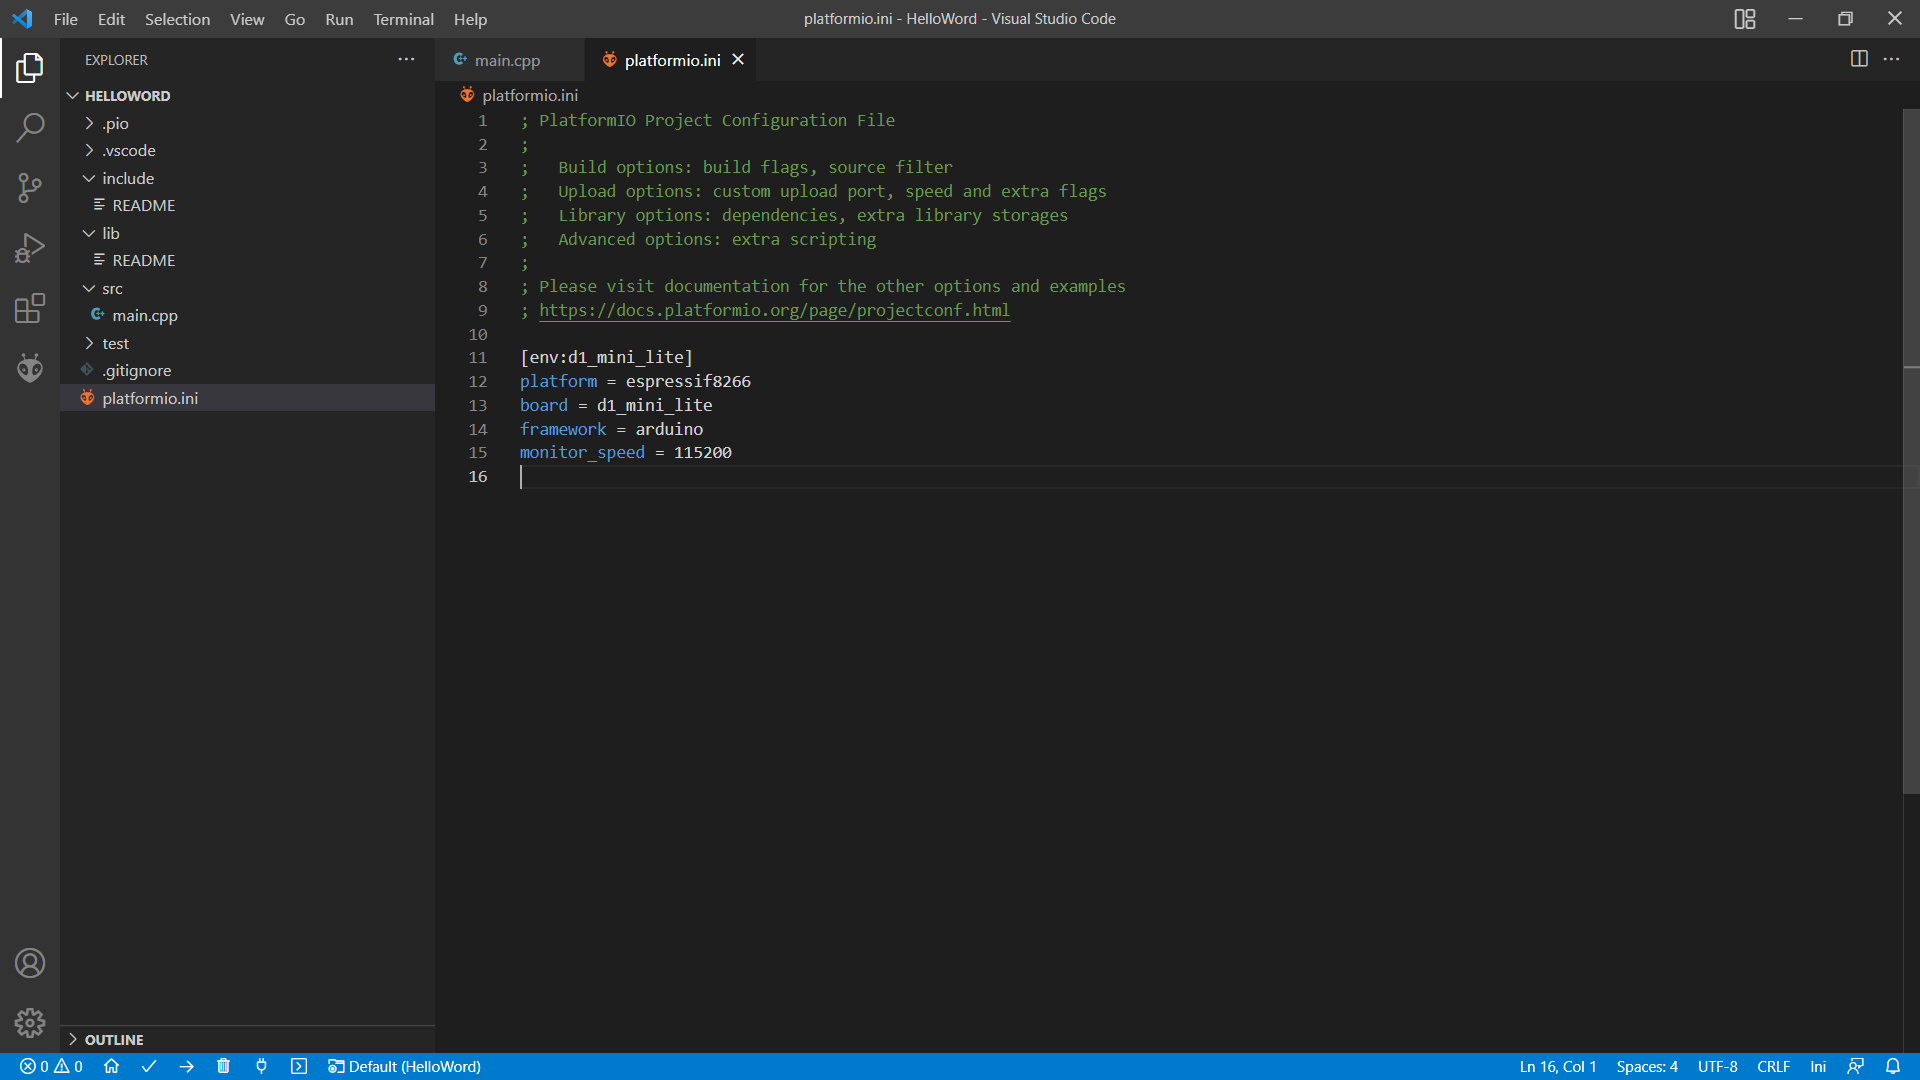 File Edit Selection View Go Run Terminal Help
platformio.ini - HelloWord - Visual Studio Code
EXPLORER
HELLOWORD
.pio
.vscode
include
README
lib
README
src
main.cpp
test
.gitignore
platformio.ini
OUTLINE
main.cpp
platformio.ini
platformio.ini
1 ; PlatformIO Project Configuration File
2 ;
3 ;   Build options: build flags, source filter
4 ;   Upload options: custom upload port, speed and extra flags
5 ;   Library options: dependencies, extra library storages
6 ;   Advanced options: extra scripting
7 ;
8 ; Please visit documentation for the other options and examples
9 ; https://docs.platformio.org/page/projectconf.html
10
11 [env:d1_mini_lite]
12 platform = espressif8266
13 board = d1_mini_lite
14 framework = arduino
15 monitor_speed = 115200
16
0 0 Default (HelloWord)
Ln 16, Col 1 Spaces: 4 UTF-8 CRLF Ini